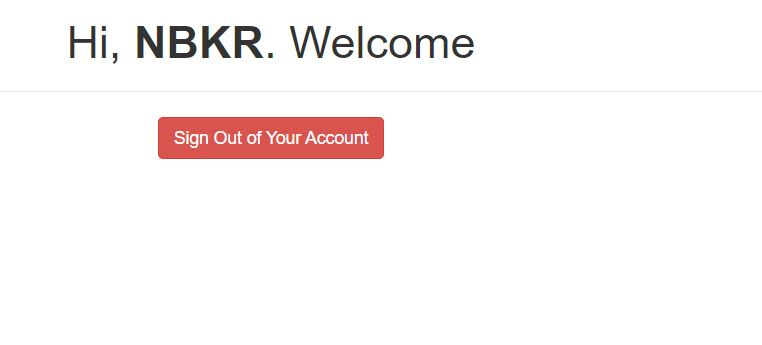 Hi, NBKR. Welcome
Sign Out of Your Account